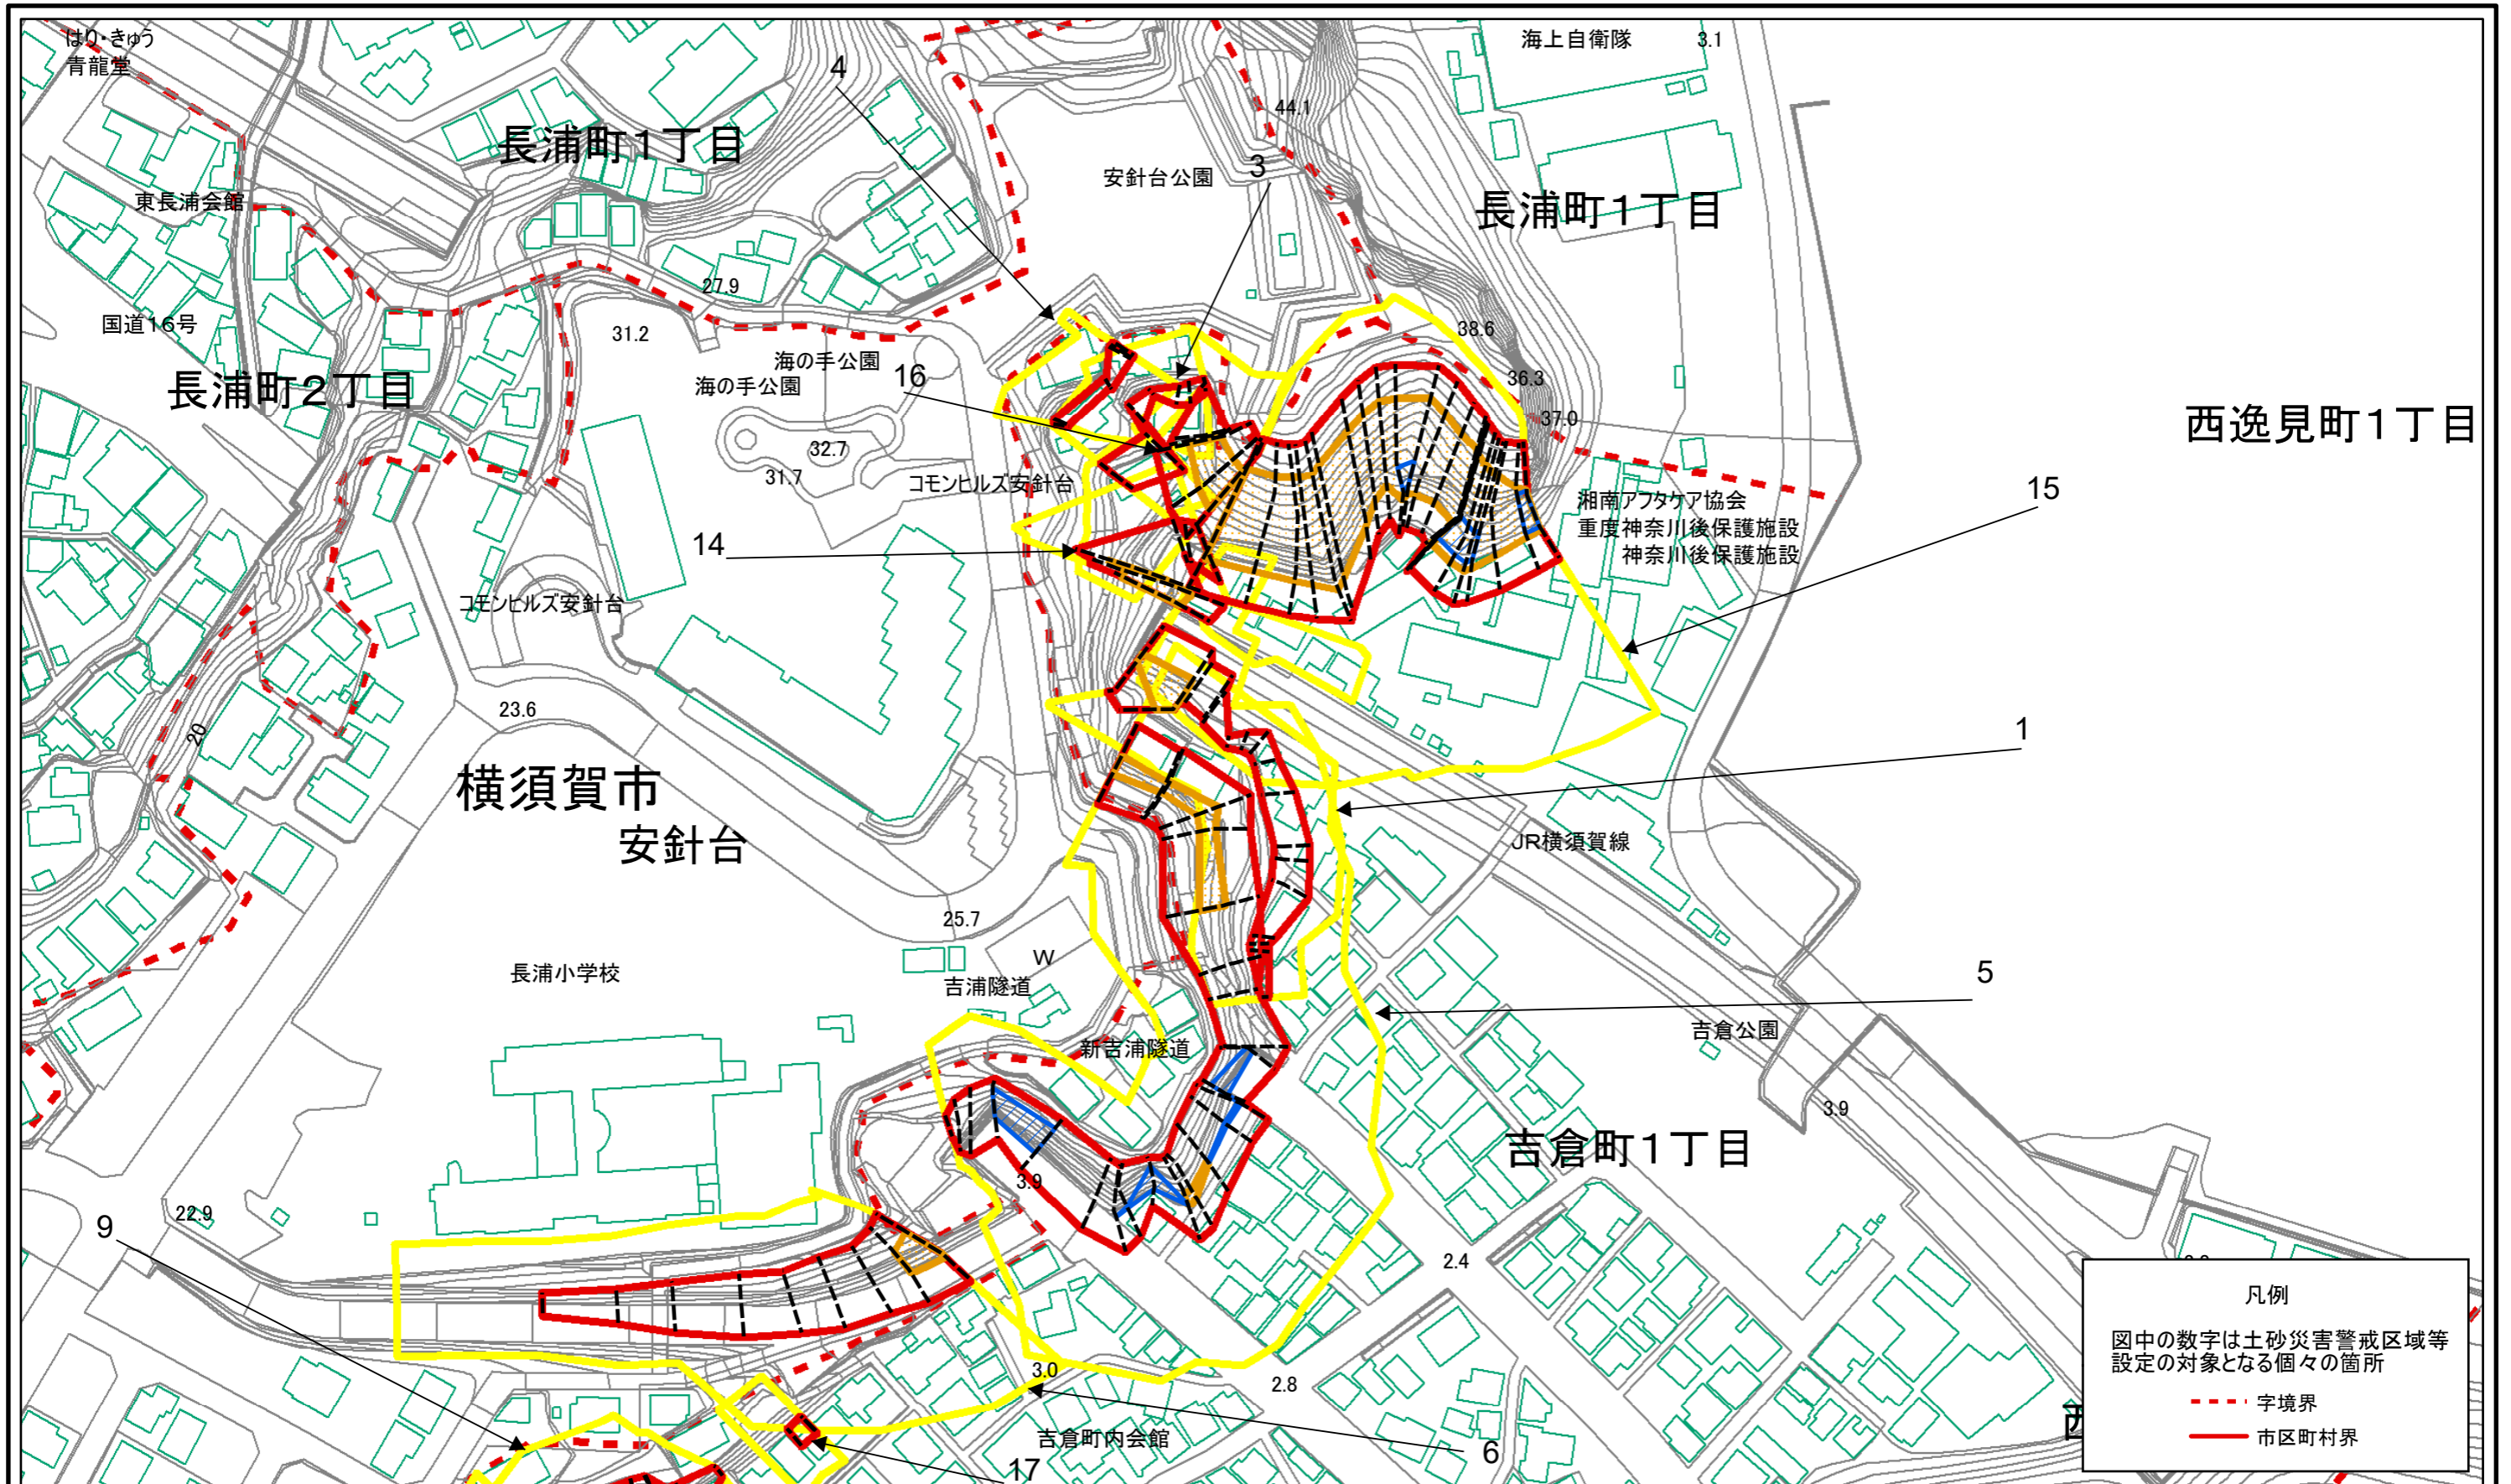 はり・きゅう
青龍堂
海上自衛隊
3.1
4
44.1
長浦町1丁目
安針台公園
3
東長浦会館
長浦町1丁目
27.9
国道16号
31.2
38.6
海の手公園
海の手公園
16
36.3
長浦町2丁目
37.0
西逸見町1丁目
32.7
31.7
コモンヒルズ安針台
15
湘南アフタケア協会
重度神奈川後保護施設
神奈川後保護施設
14
コモンヒルズ安針台
23.6
20
1
横須賀市
安針台
JR横須賀線
25.7
W
長浦小学校
吉浦隧道
5
吉倉公園
新吉浦隧道
3.9
吉倉町1丁目
3.9
22.9
9
2.4
3.0
2.8
吉倉町内会館
6
17
凡例
図中の数字は土砂災害警戒区域等
設定の対象となる個々の箇所
字境界
市区町村界